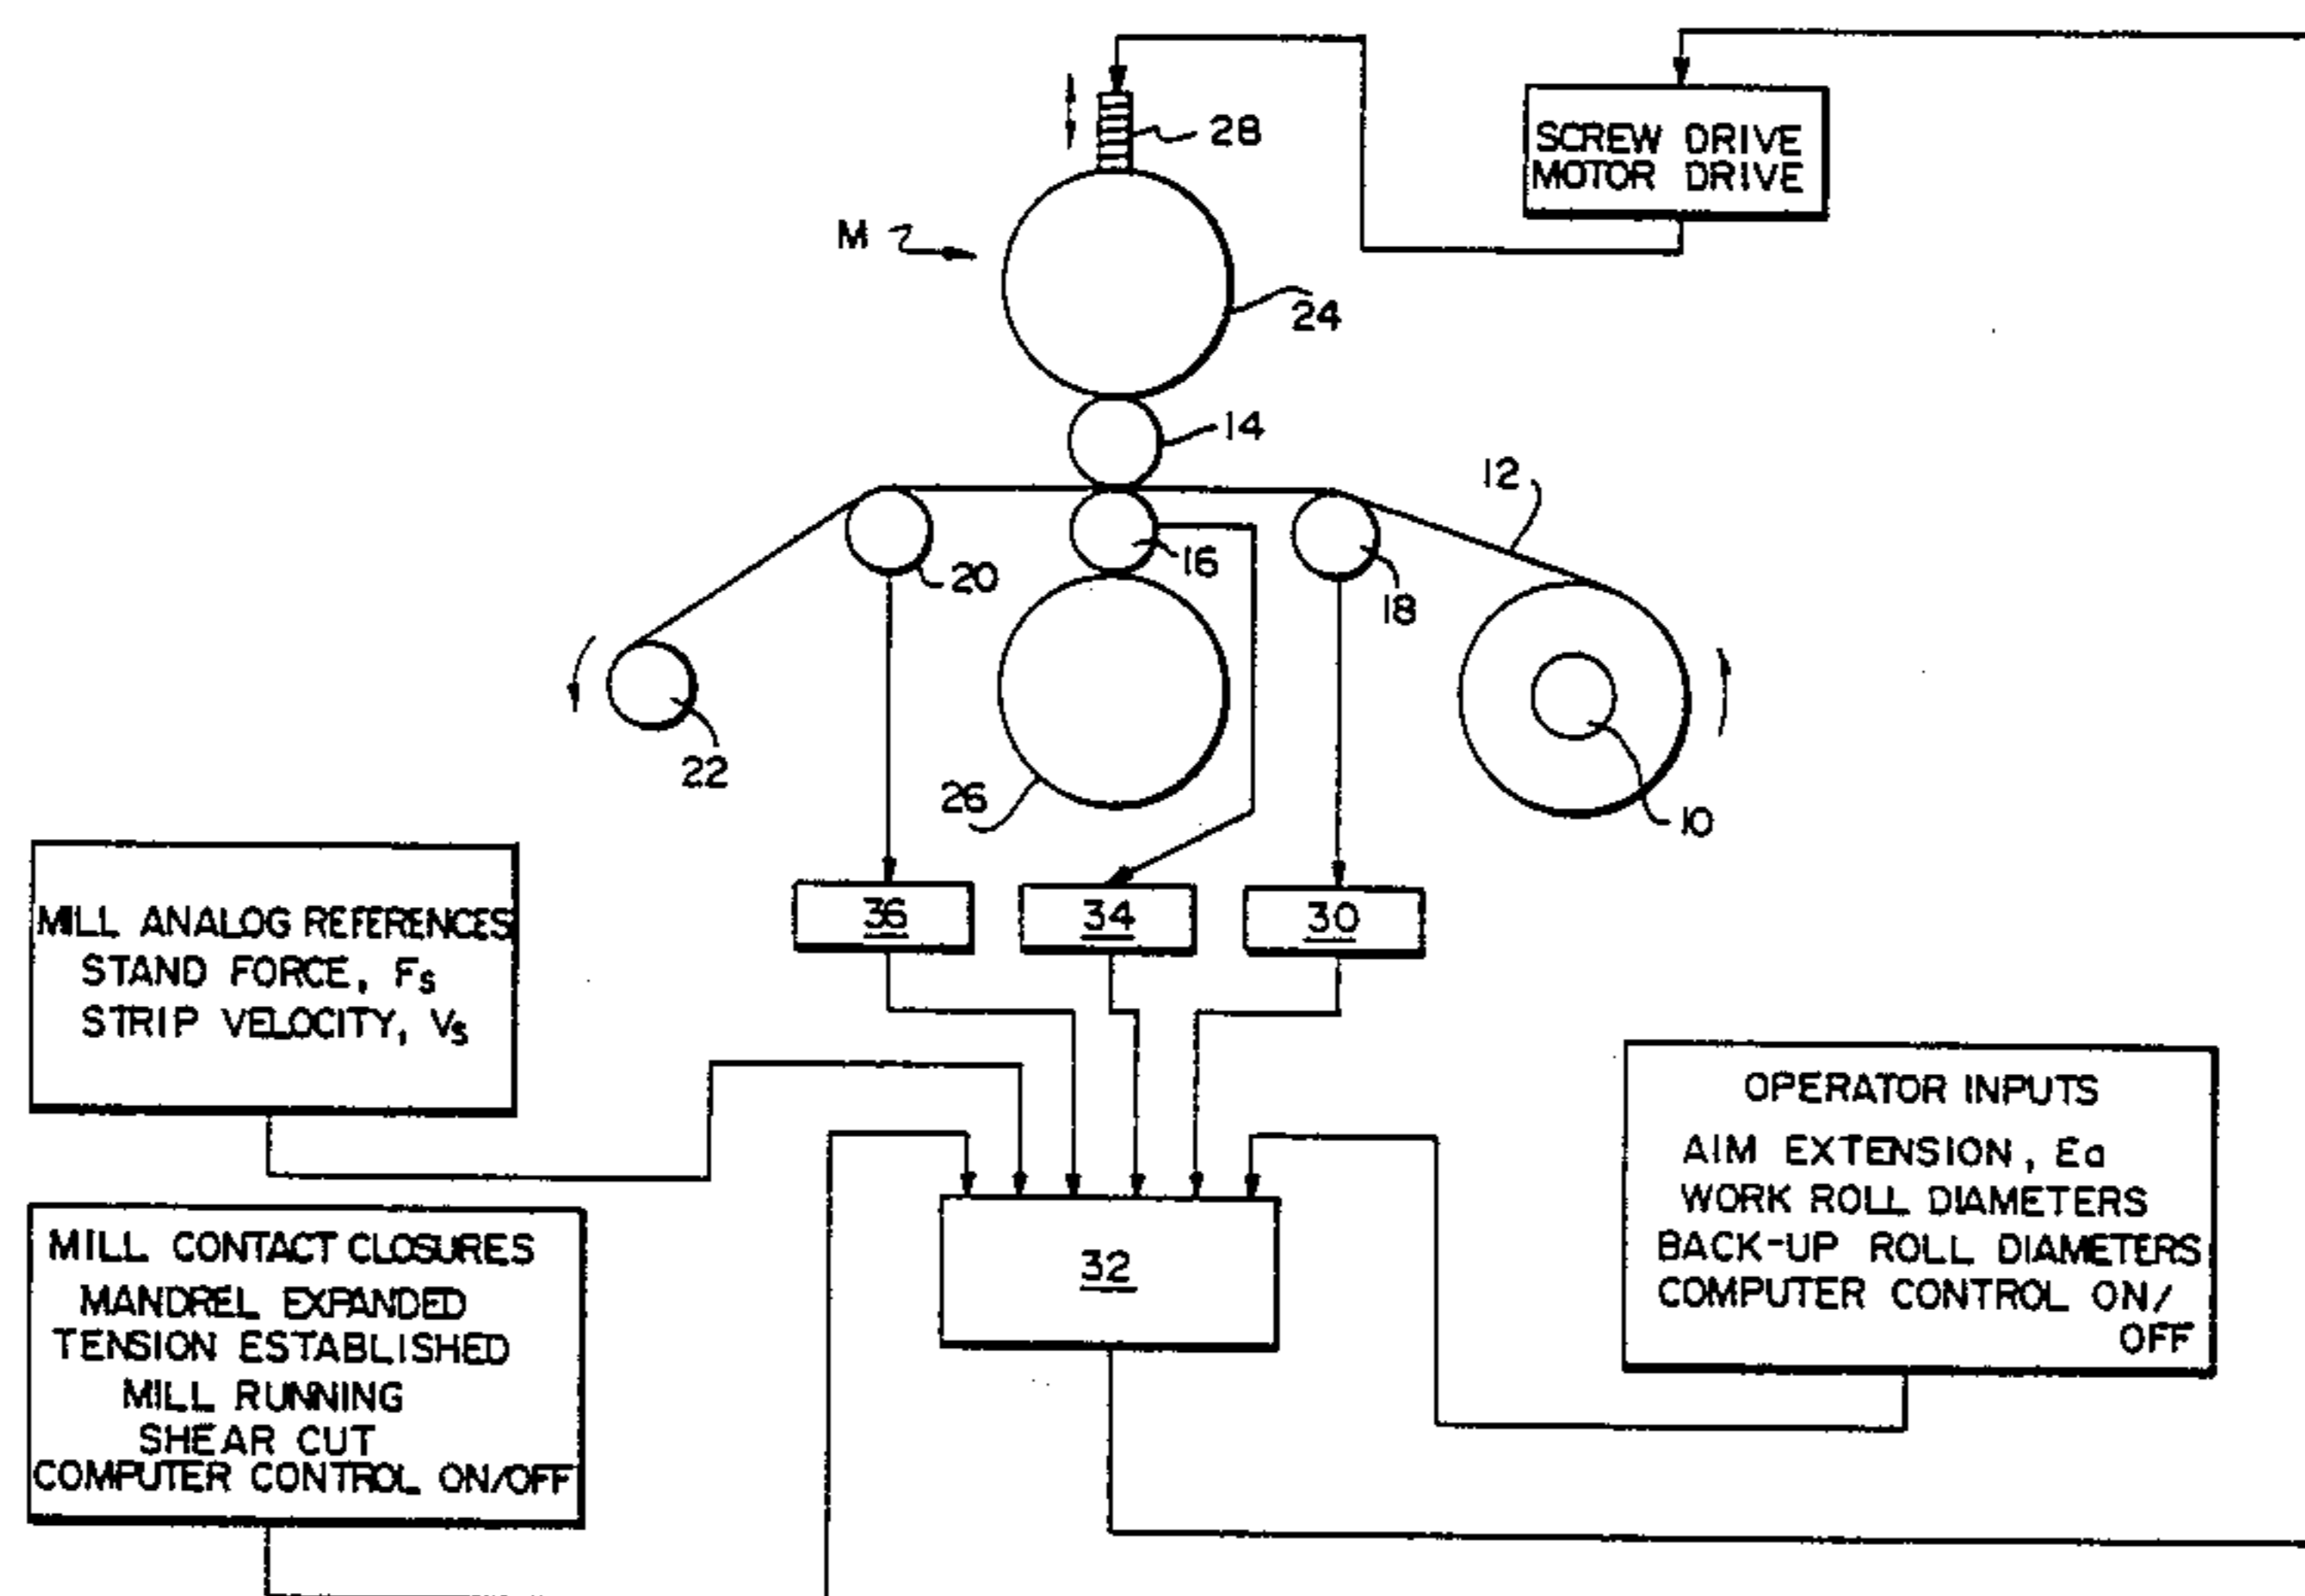 28
SCREW DRIVE
MOTOR DRIVE
M
24
14
12
16
20
18
22
26
10
36
34
30
MILL ANALOG REFERENCES
STAND FORCE, Fs
STRIP VELOCITY, Vs
OPERATOR INPUTS
AIM EXTENSION, Ea
WORK ROLL DIAMETERS
BACK-UP ROLL DIAMETERS
COMPUTER CONTROL ON/
OFF
32
MILL CONTACT CLOSURES
MANDREL EXPANDED
TENSION ESTABLISHED
MILL RUNNING
SHEAR CUT
COMPUTER CONTROL ON/OFF